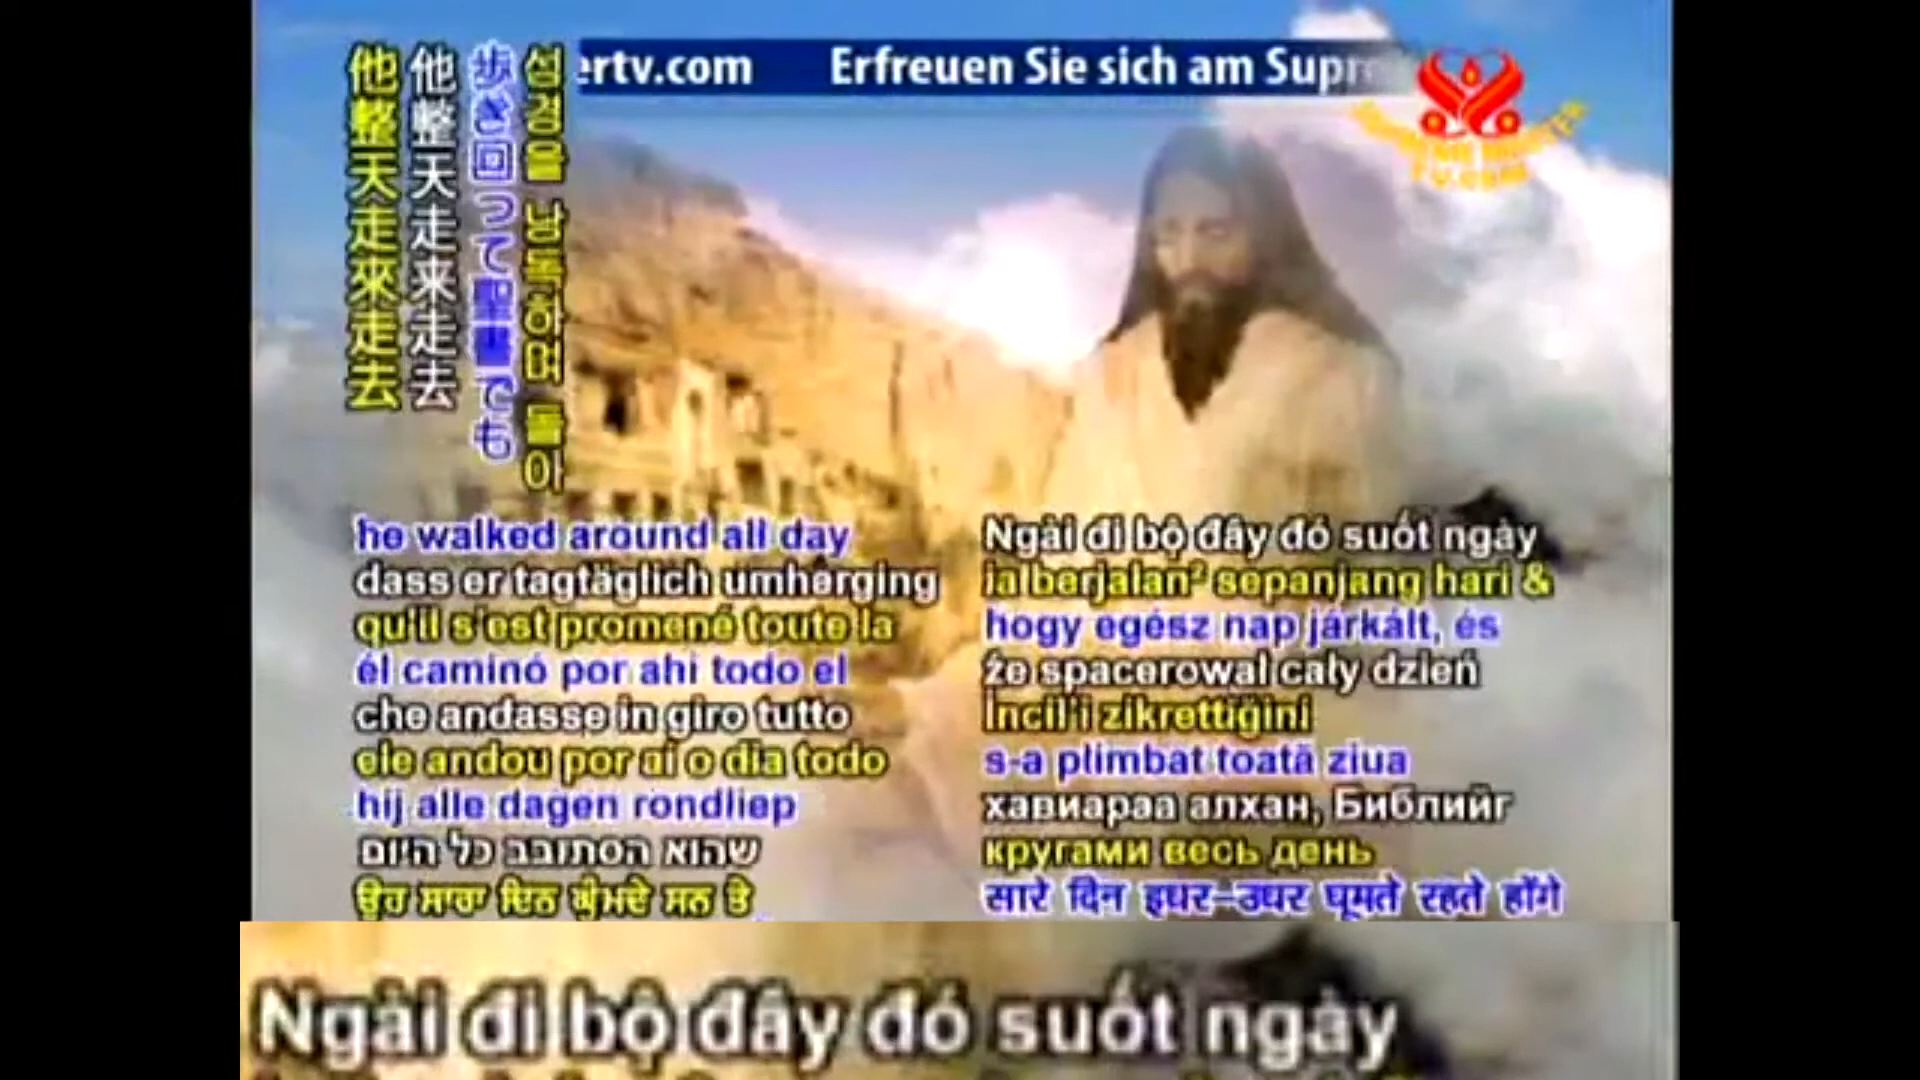 ertv.com Erfreuen Sie sich am Supre
他整天走來走去
他整天走来走去
歩き回って聖書でも
성경을 낭독하며 돌아
he walked around all day
dass er tagtäglich umherging
qu'il s'est promené toute la
él caminó por ahí todo el
che andasse in giro tutto
ele andou por aí o dia todo
hij alle dagen rondliep
שהוא הסתובב כל היום
ਉਹ ਸਾਰਾ ਦਿਨ ਘੁੰਮਦੇ ਸਨ ਤੇ
Ngài đi bộ đây đó suốt ngày
ia berjalan² sepanjang hari &
hogy egész nap járkált, és
że spacerował cały dzień
İncil'i zikrettiğini
s-a plimbat toată ziua
хавиараа алхан, Библийг
кругами весь день
सारे दिन इधर-उधर घूमते रहते होंगे
Ngài đi bộ đây đó suốt ngày